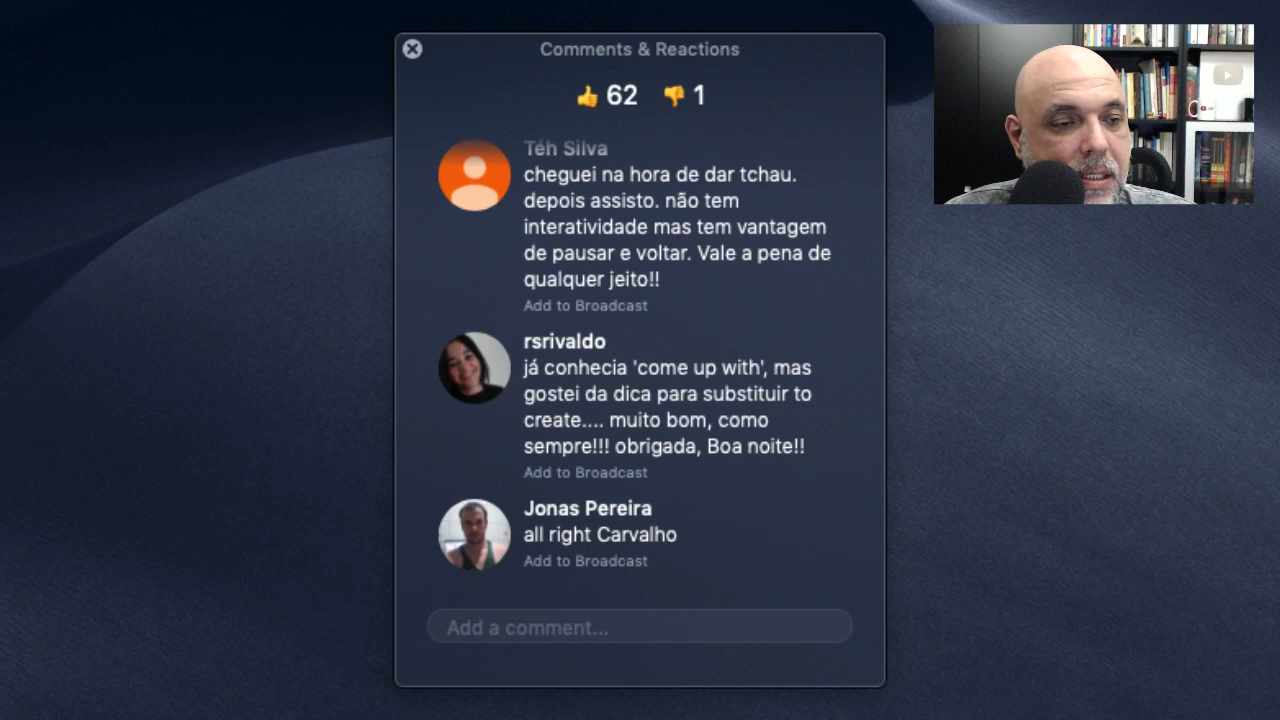 Comments & Reactions
👍 62 👎 1
Téh Silva
cheguei na hora de dar tchau.
depois assisto. não tem
interatividade mas tem vantagem
de pausar e voltar. Vale a pena de
qualquer jeito!!
Add to Broadcast
rsrivaldo
já conhecia 'come up with', mas
gostei da dica para substituir to
create.... muito bom, como
sempre!!! obrigada, Boa noite!!
Add to Broadcast
Jonas Pereira
all right Carvalho
Add to Broadcast
Add a comment...